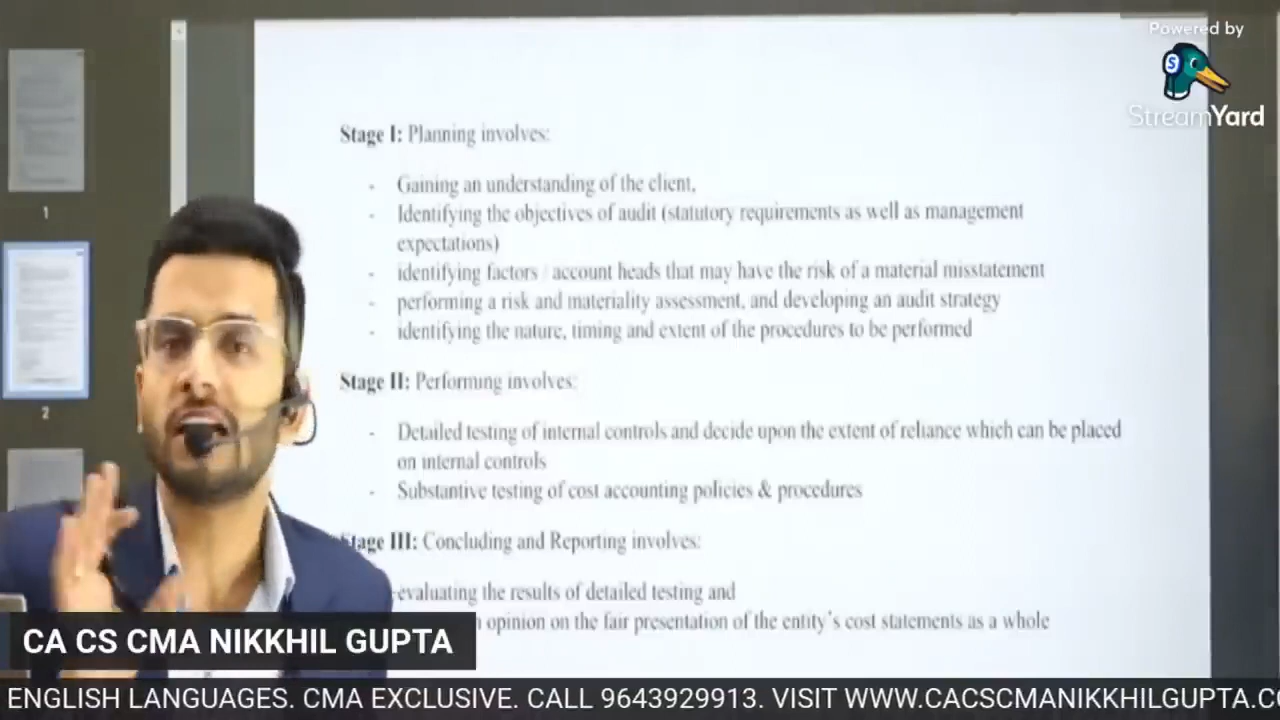 Powered by
StreamYard
Stage I: Planning involves:
- Gaining an understanding of the client,
- Identifying the objectives of audit (statutory requirements as well as management
expectations)
- identifying factors / account heads that may have the risk of a material misstatement
- performing a risk and materiality assessment, and developing an audit strategy
- identifying the nature, timing and extent of the procedures to be performed
Stage II: Performing involves:
- Detailed testing of internal controls and decide upon the extent of reliance which can be placed
on internal controls
- Substantive testing of cost accounting policies & procedures
Stage III: Concluding and Reporting involves:
- evaluating the results of detailed testing and
opinion on the fair presentation of the entity's cost statements as a whole
1
2
CA CS CMA NIKKHIL GUPTA
ENGLISH LANGUAGES. CMA EXCLUSIVE. CALL 9643929913. VISIT WWW.CACSCMANIKKHILGUPTA.C